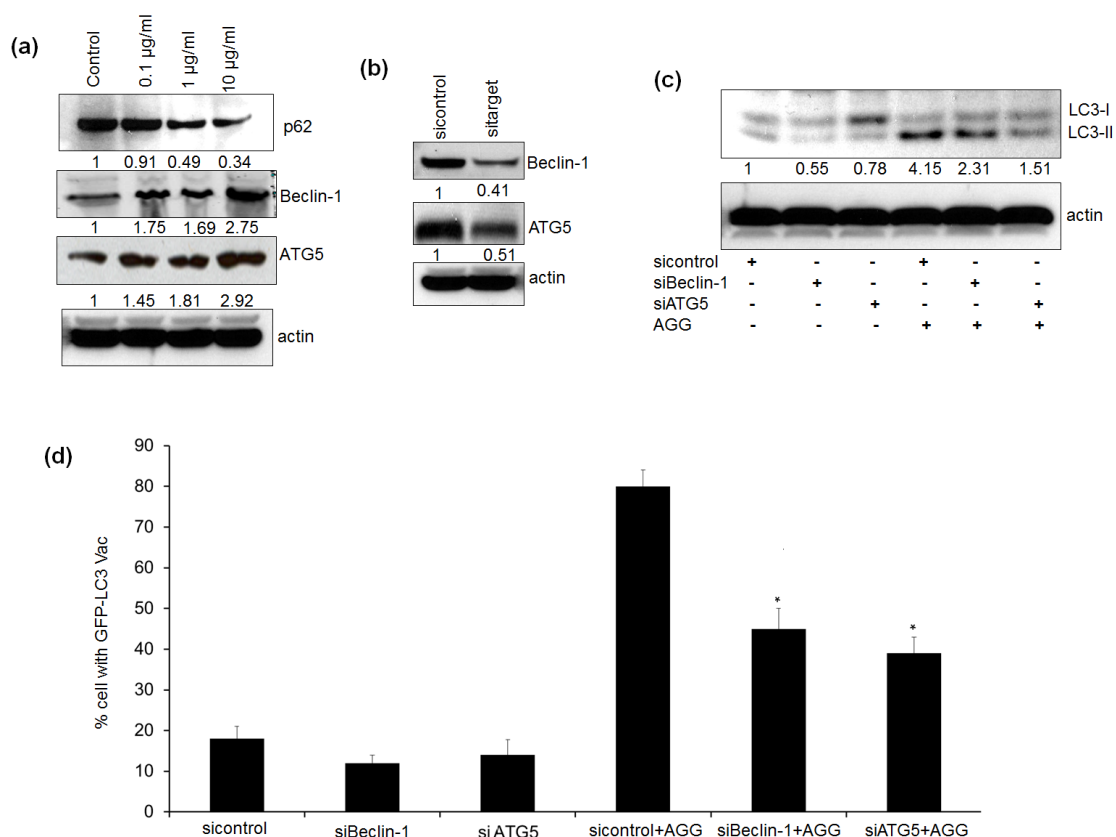 (a)
Control
0.1 µg/ml
1 µg/ml
10 µg/ml
p62
1 0.91 0.49 0.34
Beclin-1
1 1.75 1.69 2.75
ATG5
1 1.45 1.81 2.92
actin
(b)
sicontrol
sitarget
Beclin-1
1 0.41
ATG5
1 0.51
actin
(c)
LC3-I
LC3-II
1 0.55 0.78 4.15 2.31 1.51
actin
sicontrol + - - + - -
siBeclin-1 - + - - + -
siATG5 - - + - - +
AGG - - - + + +
(d)
% cell with GFP-LC3 Vac
90
80
70
60
50
40
30
20
10
0
* *
sicontrol siBeclin-1 siATG5 sicontrol+AGG siBeclin-1+AGG siATG5+AGG